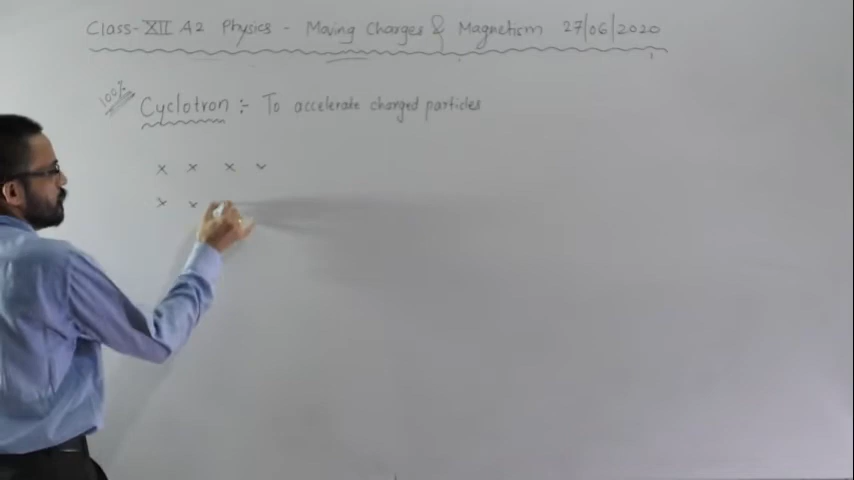 Class-XII A2 Physics - Moving Charges & Magnetism 27/06/2020
100%
Cyclotron :- To accelerate charged particles
x x x x
x x